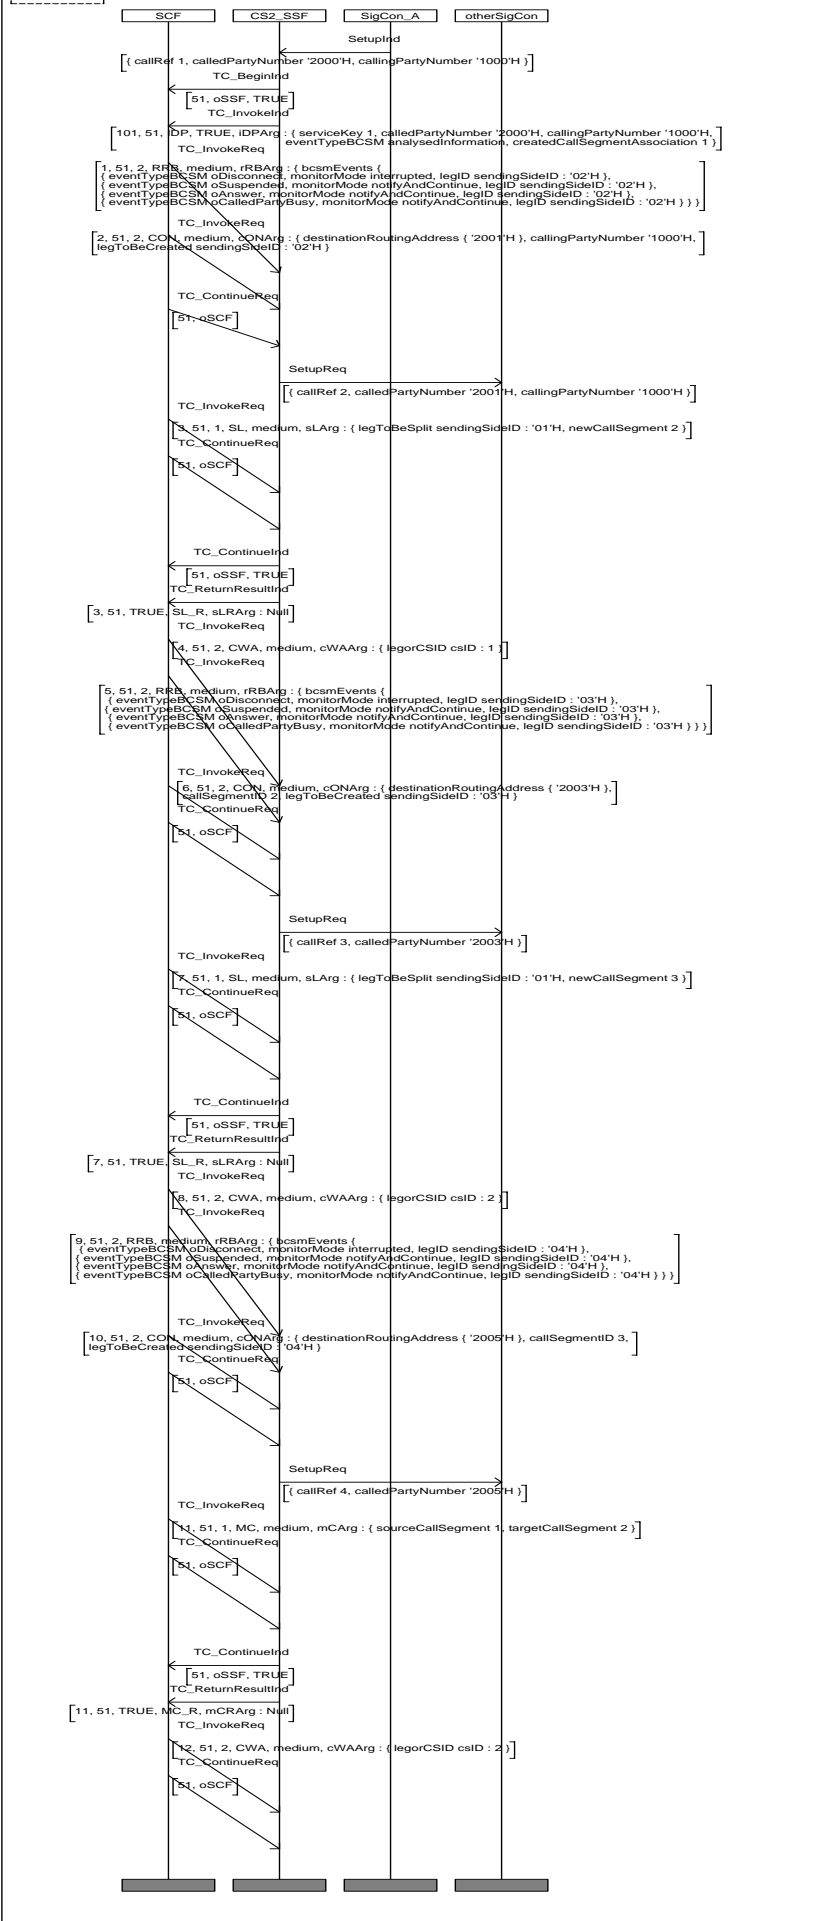 SCF CS2_SSF SigCon_A otherSigCon
SetupInd
{ callRef 1, calledPartyNumber '2000'H, callingPartyNumber '1000'H }
TC_BeginInd
51, oSSF, TRUE
TC_InvokeInd
101, 51, IDP, TRUE, iDPArg : { serviceKey 1, calledPartyNumber '2000'H, callingPartyNumber '1000'H,
eventTypeBCSM analysedInformation, createdCallSegmentAssociation 1 }
TC_InvokeReq
1, 51, 2, RRB, medium, rRBArg : { bcsmEvents {
{ eventTypeBCSM oDisconnect, monitorMode interrupted, legID sendingSideID : '02'H },
{ eventTypeBCSM oSuspended, monitorMode notifyAndContinue, legID sendingSideID : '02'H },
{ eventTypeBCSM oAnswer, monitorMode notifyAndContinue, legID sendingSideID : '02'H },
{ eventTypeBCSM oCalledPartyBusy, monitorMode notifyAndContinue, legID sendingSideID : '02'H } } }
TC_InvokeReq
2, 51, 2, CON, medium, cONArg : { destinationRoutingAddress { '2001'H }, callingPartyNumber '1000'H,
legToBeCreated sendingSideID : '02'H }
TC_ContinueReq
51, oSCF
SetupReq
{ callRef 2, calledPartyNumber '2001'H, callingPartyNumber '1000'H }
TC_InvokeReq
3, 51, 1, SL, medium, sLArg : { legToBeSplit sendingSideID : '01'H, newCallSegment 2 }
TC_ContinueReq
51, oSCF
TC_ContinueInd
51, oSSF, TRUE
TC_ReturnResultInd
3, 51, TRUE, SL_R, sLRArg : Null
TC_InvokeReq
4, 51, 2, CWA, medium, cWAArg : { legorCSID csID : 1 }
TC_InvokeReq
5, 51, 2, RRB, medium, rRBArg : { bcsmEvents {
{ eventTypeBCSM oDisconnect, monitorMode interrupted, legID sendingSideID : '03'H },
{ eventTypeBCSM oSuspended, monitorMode notifyAndContinue, legID sendingSideID : '03'H },
{ eventTypeBCSM oAnswer, monitorMode notifyAndContinue, legID sendingSideID : '03'H },
{ eventTypeBCSM oCalledPartyBusy, monitorMode notifyAndContinue, legID sendingSideID : '03'H } } }
TC_InvokeReq
6, 51, 2, CON, medium, cONArg : { destinationRoutingAddress { '2003'H },
callSegmentID 2, legToBeCreated sendingSideID : '03'H }
TC_ContinueReq
51, oSCF
SetupReq
{ callRef 3, calledPartyNumber '2003'H }
TC_InvokeReq
7, 51, 1, SL, medium, sLArg : { legToBeSplit sendingSideID : '01'H, newCallSegment 3 }
TC_ContinueReq
51, oSCF
TC_ContinueInd
51, oSSF, TRUE
TC_ReturnResultInd
7, 51, TRUE, SL_R, sLRArg : Null
TC_InvokeReq
8, 51, 2, CWA, medium, cWAArg : { legorCSID csID : 2 }
TC_InvokeReq
9, 51, 2, RRB, medium, rRBArg : { bcsmEvents {
{ eventTypeBCSM oDisconnect, monitorMode interrupted, legID sendingSideID : '04'H },
{ eventTypeBCSM oSuspended, monitorMode notifyAndContinue, legID sendingSideID : '04'H },
{ eventTypeBCSM oAnswer, monitorMode notifyAndContinue, legID sendingSideID : '04'H },
{ eventTypeBCSM oCalledPartyBusy, monitorMode notifyAndContinue, legID sendingSideID : '04'H } } }
TC_InvokeReq
10, 51, 2, CON, medium, cONArg : { destinationRoutingAddress { '2005'H }, callSegmentID 3,
legToBeCreated sendingSideID : '04'H }
TC_ContinueReq
51, oSCF
SetupReq
{ callRef 4, calledPartyNumber '2005'H }
TC_InvokeReq
11, 51, 1, MC, medium, mCArg : { sourceCallSegment 1, targetCallSegment 2 }
TC_ContinueReq
51, oSCF
TC_ContinueInd
51, oSSF, TRUE
TC_ReturnResultInd
11, 51, TRUE, MC_R, mCRArg : Null
TC_InvokeReq
12, 51, 2, CWA, medium, cWAArg : { legorCSID csID : 2 }
TC_ContinueReq
51, oSCF